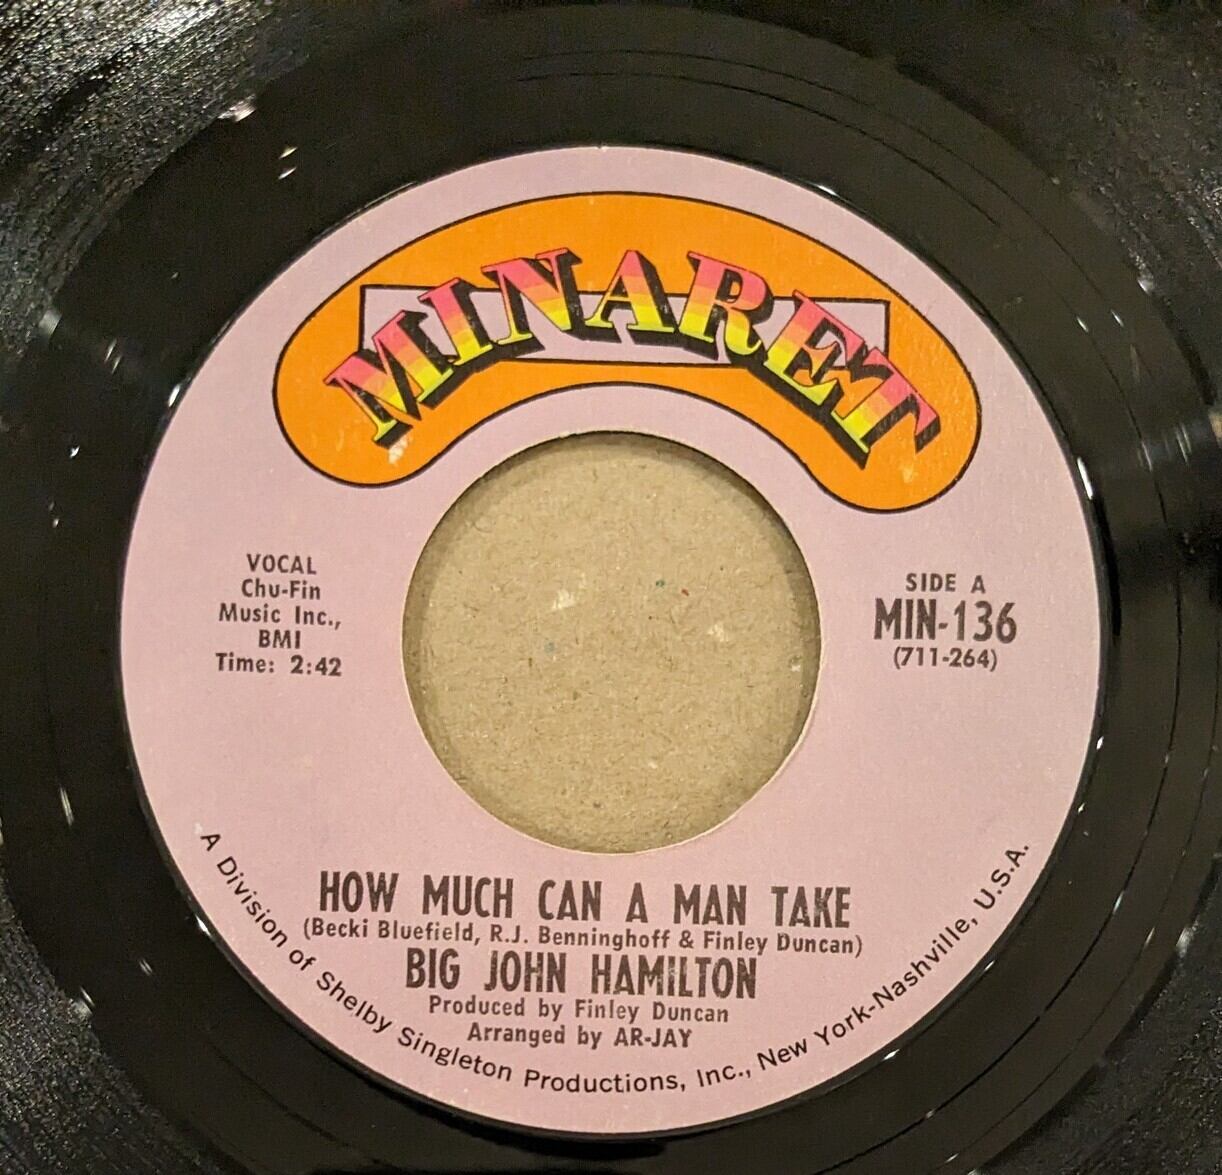 MINARET
VOCAL
Chu-Fin
Music Inc.,
BMI
Time: 2:42
SIDE A
MIN-136
(711-264)
HOW MUCH CAN A MAN TAKE
(Becki Bluefield, R.J. Benninghoff & Finley Duncan)
BIG JOHN HAMILTON
Produced by Finley Duncan
Arranged by AR-JAY
A Division of Shelby Singleton Productions, Inc., New York-Nashville, U.S.A.